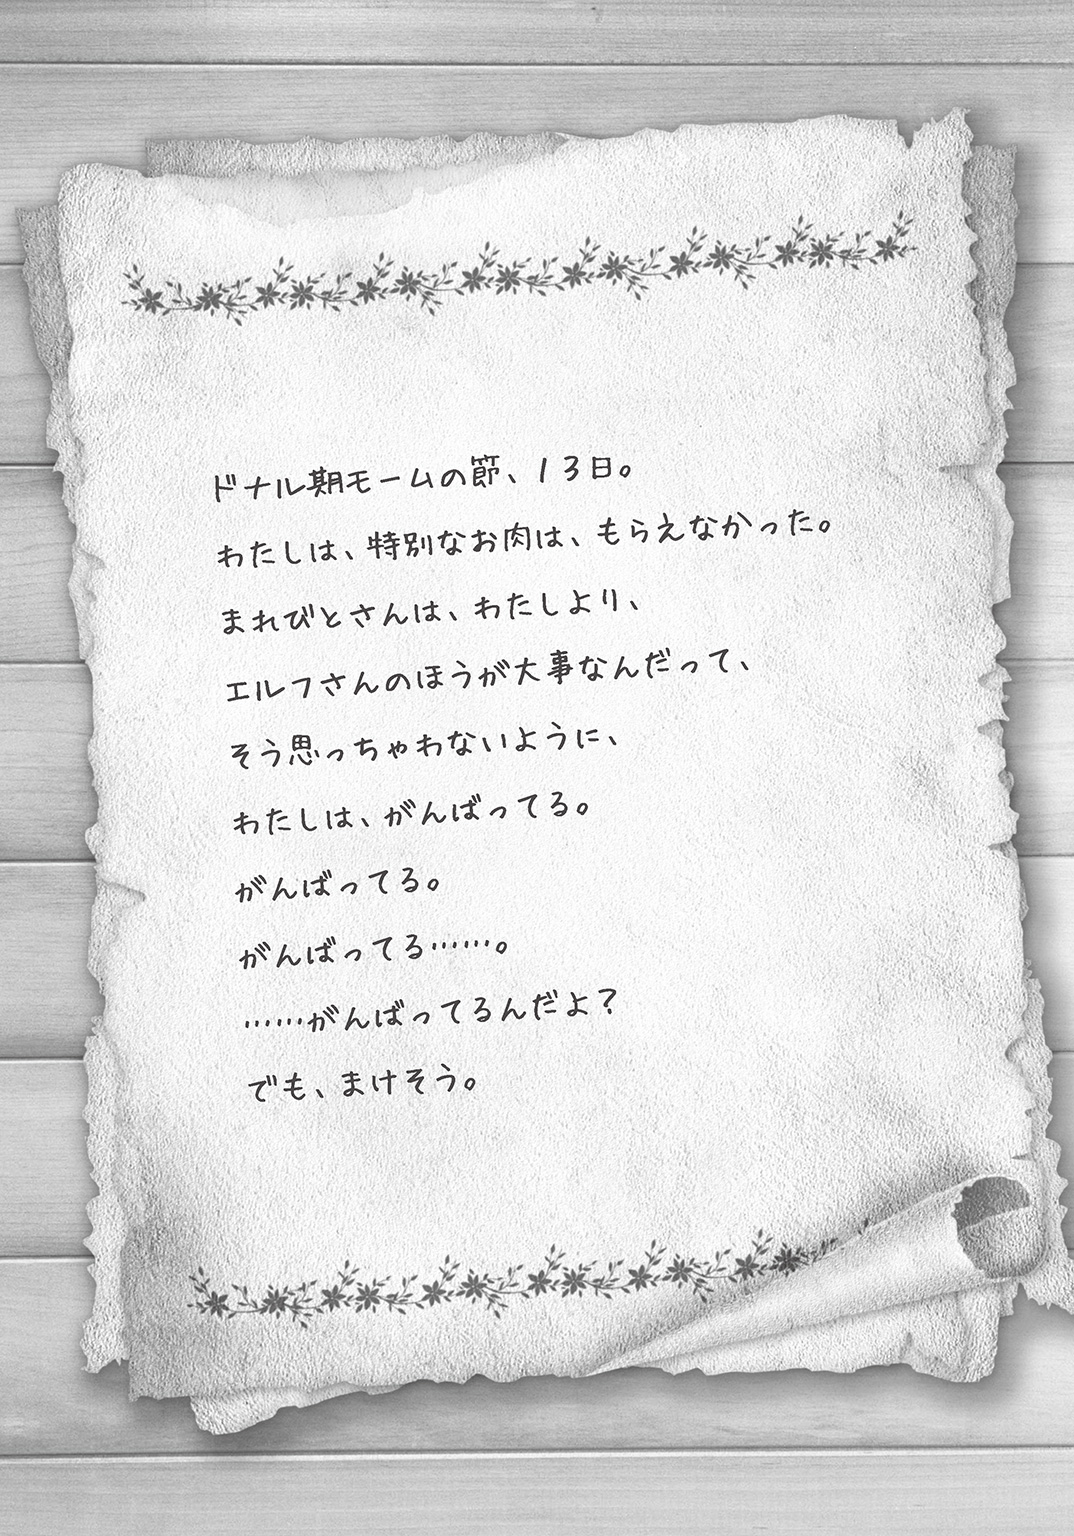 ドナル期モームの節、13日。
わたしは、特別なお肉は、もらえなかった。
まれびとさんは、わたしより、
エルフさんのほうが大事なんだって、
そう思っちゃわないように、
わたしは、がんばってる。
がんばってる。
がんばってる……。
……がんばってるんだよ？
でも、まけそう。